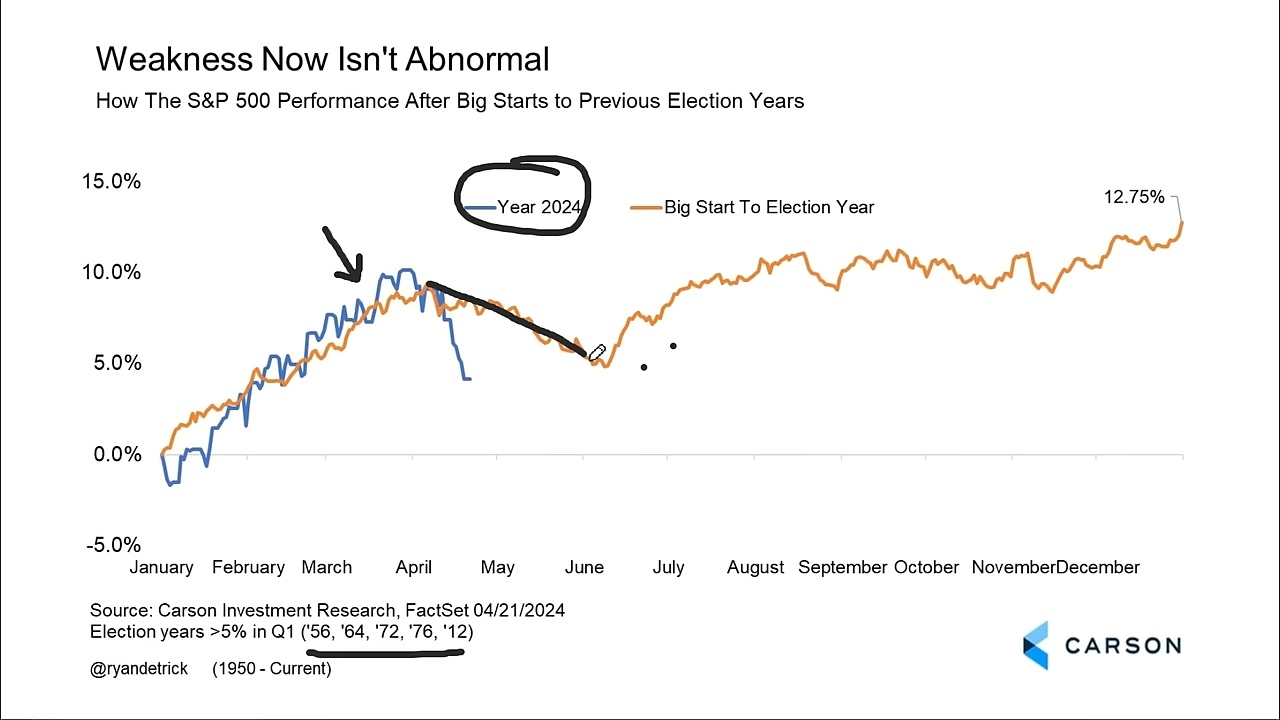 Weakness Now Isn't Abnormal
How The S&P 500 Performance After Big Starts to Previous Election Years
15.0%
Year 2024
Big Start To Election Year
12.75%
10.0%
5.0%
0.0%
-5.0%
January February March April May June July August September October November December
Source: Carson Investment Research, FactSet 04/21/2024
Election years >5% in Q1 ('56, '64, '72, '76, '12)
@ryandetrick (1950 - Current)
CARSON